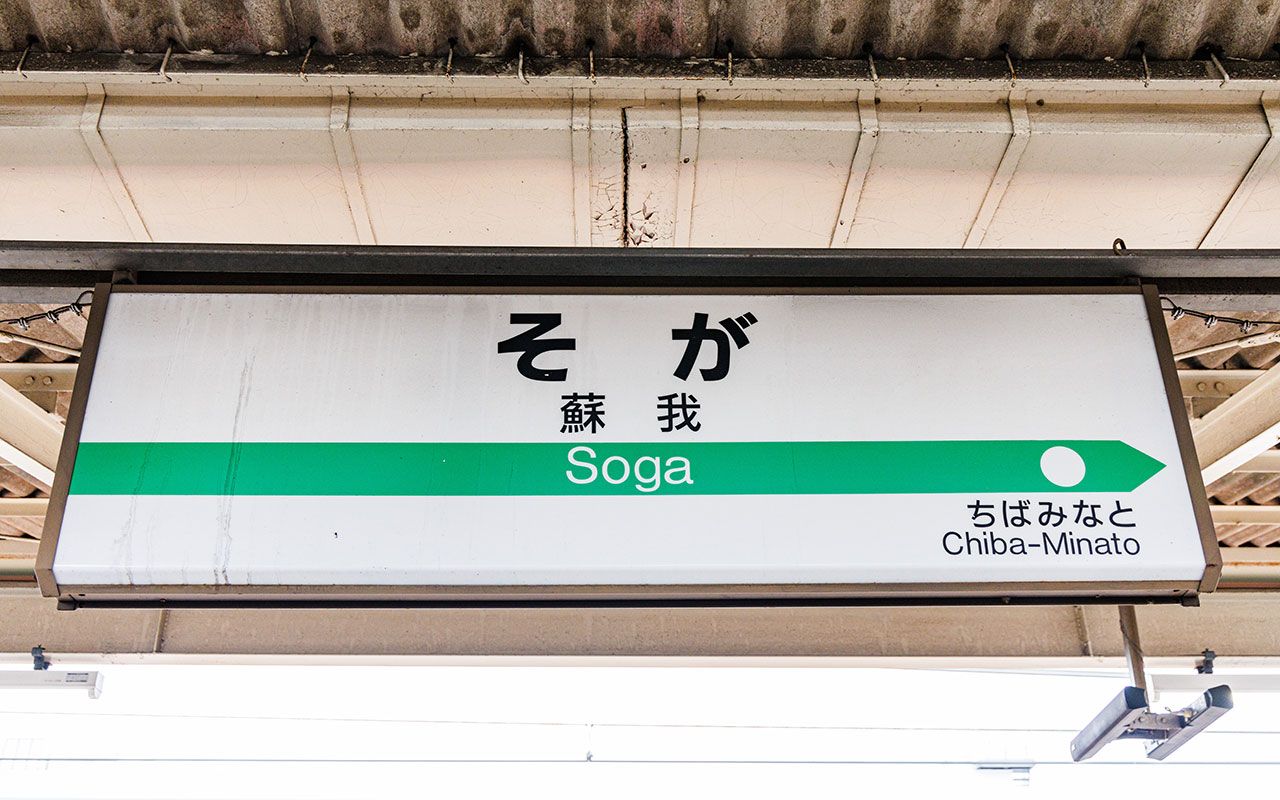 そが
蘇我
Soga
ちばみなと
Chiba-Minato